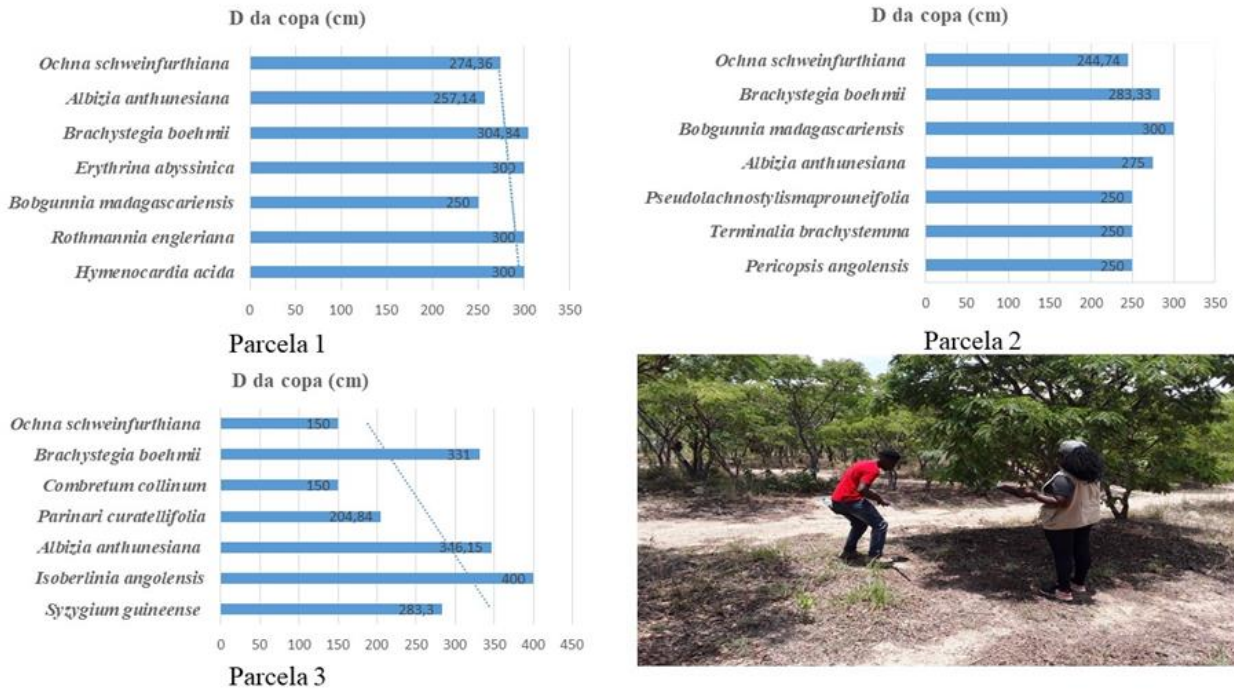 D da copa (cm)
Ochna schweinfurthiana 274,36
Albizia anthunesiana 257,14
Brachystegia boehmii 304,84
Erythrina abyssinica 300
Bobgunnia madagascariensis 250
Rothmannia engleriana 300
Hymenocardia acida 300
0 50 100 150 200 250 300 350
Parcela 1
D da copa (cm)
Ochna schweinfurthiana 244,74
Brachystegia boehmii 283,33
Bobgunnia madagascariensis 300
Albizia anthunesiana 275
Pseudolachnostylismaprouneifolia 250
Terminalia brachystemma 250
Pericopsis angolensis 250
0 50 100 150 200 250 300 350
Parcela 2
D da copa (cm)
Ochna schweinfurthiana 150
Brachystegia boehmii 331
Combretum collinum 150
Parinari curatellifolia 204,84
Albizia anthunesiana 346,15
Isoberlinia angolensis 400
Syzygium guineense 283,3
0 50 100 150 200 250 300 350 400 450
Parcela 3